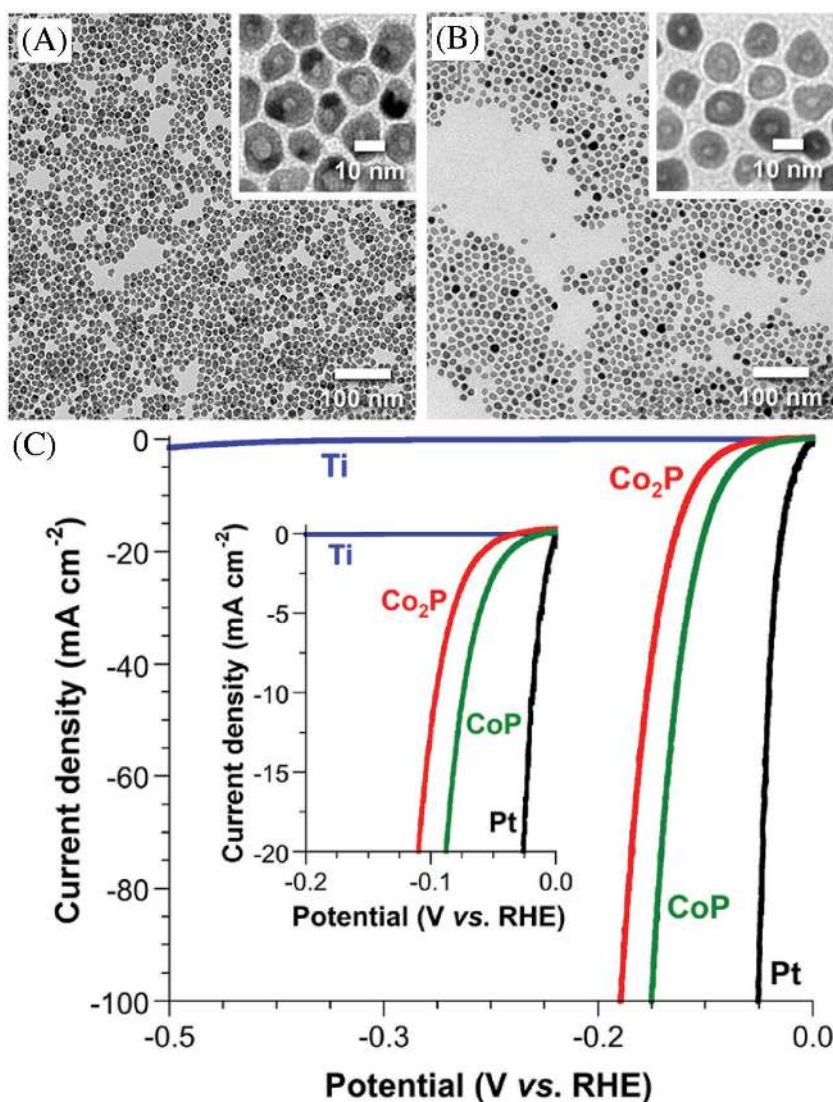 (A)
10 nm
100 nm
(B)
10 nm
100 nm
(C)
Current density (mA cm⁻²)
0
-20
-40
-60
-80
-100
Ti
Co₂P
CoP
Pt
-0.5
-0.3
-0.2
0.0
Potential (V vs. RHE)
Current density (mA cm⁻²)
0
-5
-10
-15
-20
Ti
Co₂P
CoP
Pt
-0.2
-0.1
0.0
Potential (V vs. RHE)